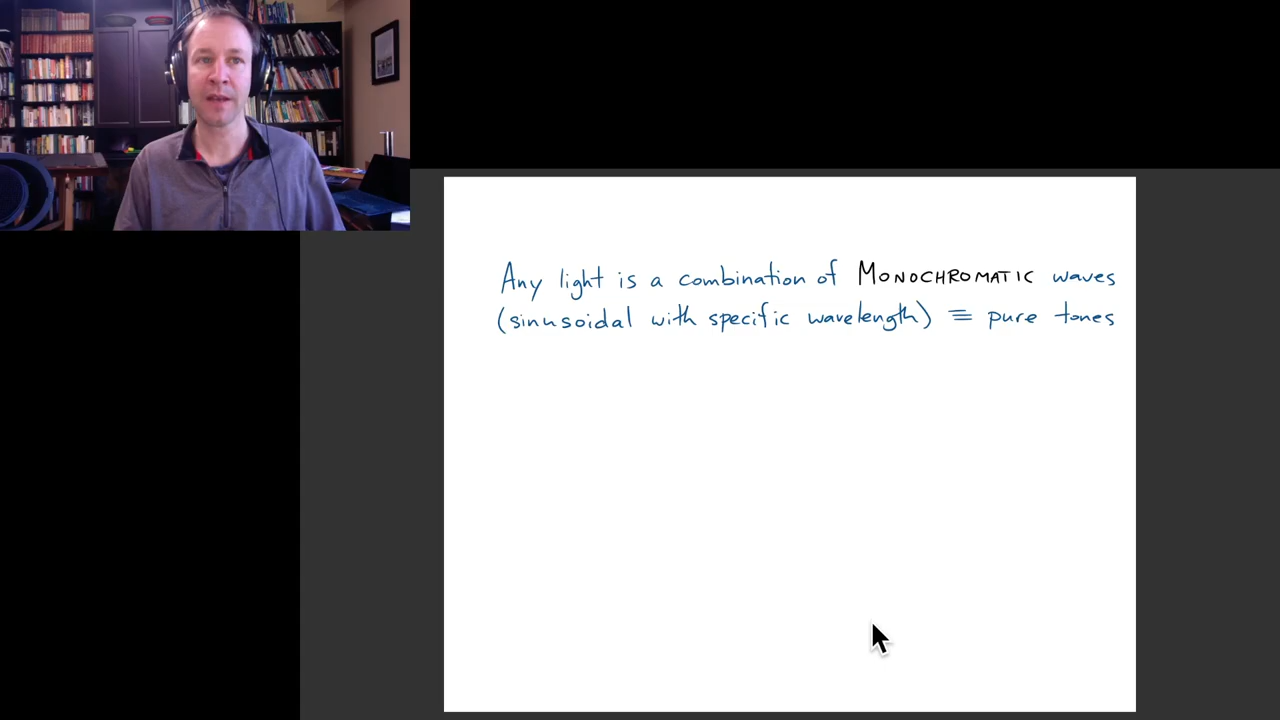 Any light is a combination of MONOCHROMATIC waves
(sinusoidal with specific wavelength) ≡ pure tones